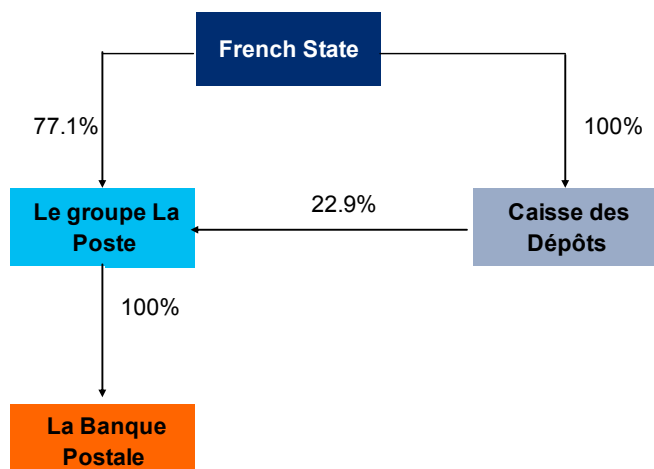 French State
77.1%
100%
Le groupe La
Poste
22.9%
Caisse des
Dépôts
100%
La Banque
Postale